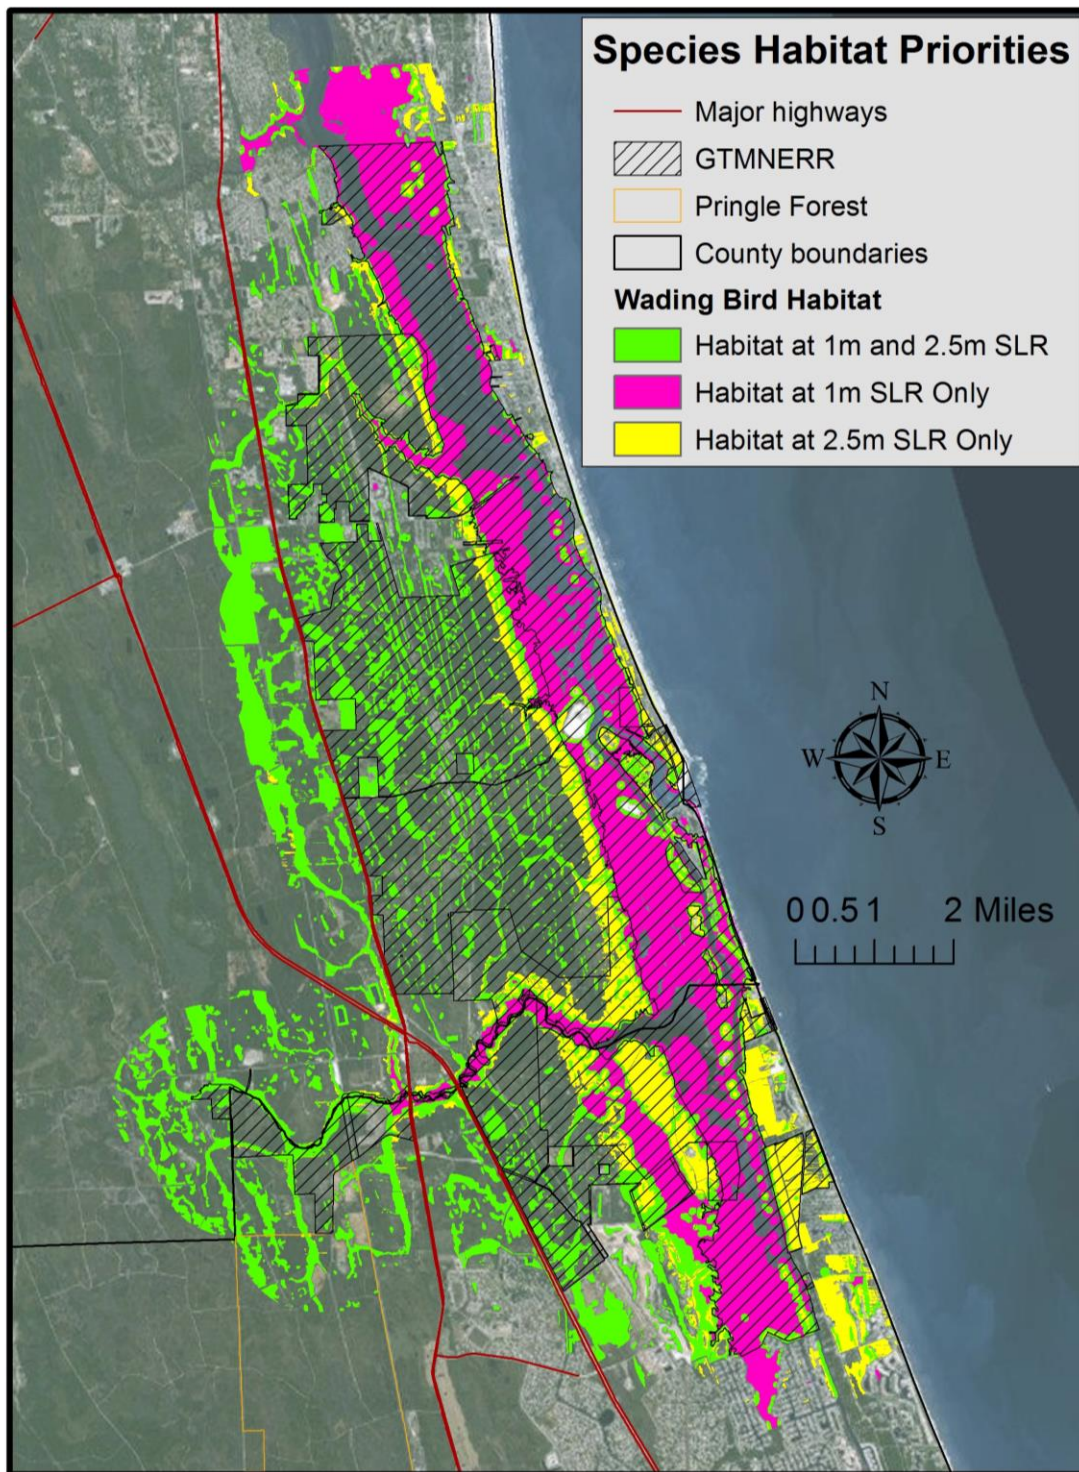 Species Habitat Priorities
Major highways
GTMNERR
Pringle Forest
County boundaries
Wading Bird Habitat
Habitat at 1m and 2.5m SLR
Habitat at 1m SLR Only
Habitat at 2.5m SLR Only
N
W E
S
0 0.5 1 2 Miles